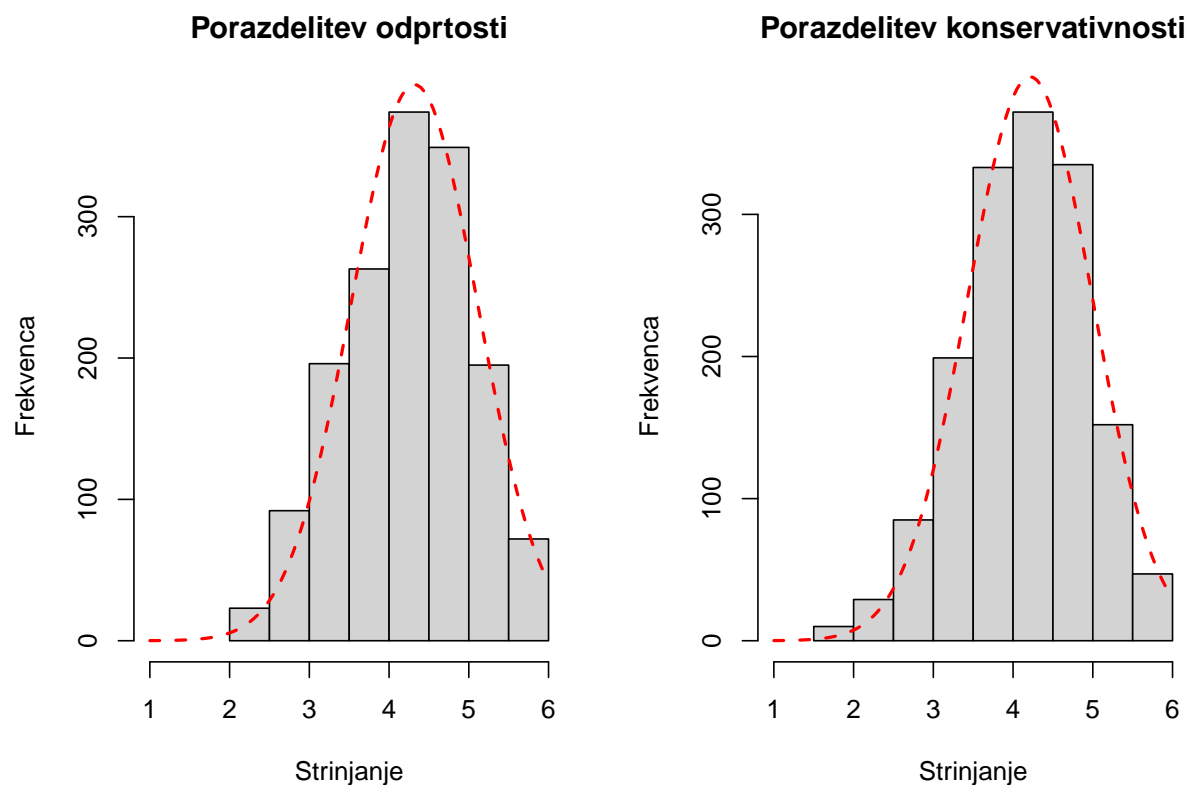 Porazdelitev odprtosti
Frekvenca
0
100
200
300
1 2 3 4 5 6
Strinjanje
Porazdelitev konservativnosti
Frekvenca
0
100
200
300
1 2 3 4 5 6
Strinjanje